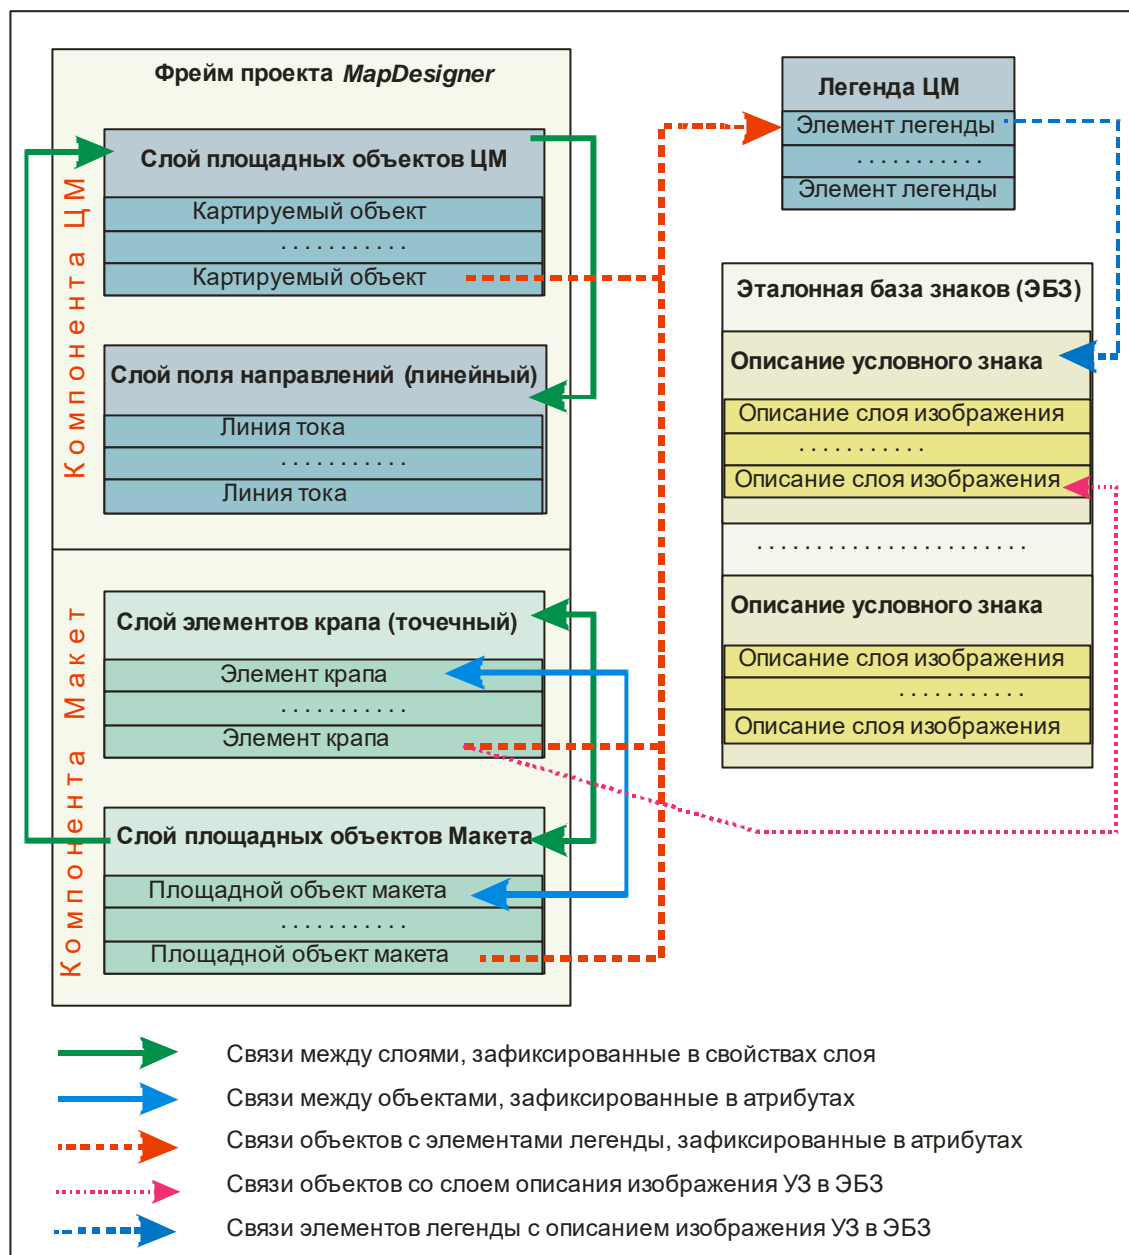 Фрейм проекта MapDesigner
Компонента ЦМ
Слой площадных объектов ЦМ
Картируемый объект
. . . . . . . . . . .
Картируемый объект
Слой поля направлений (линейный)
Линия тока
. . . . . . . . . . .
Линия тока
Компонента Макет
Слой элементов крапа (точечный)
Элемент крапа
. . . . . . . . . . .
Элемент крапа
Слой площадных объектов Макета
Площадной объект макета
. . . . . . . . . . .
Площадной объект макета
Легенда ЦМ
Элемент легенды
. . . . . . . . . . .
Элемент легенды
Эталонная база знаков (ЭБЗ)
Описание условного знака
Описание слоя изображения
. . . . . . . . . . .
Описание слоя изображения
. . . . . . . . . . . . . . . . . . . . . . . .
Описание условного знака
Описание слоя изображения
. . . . . . . . . . .
Описание слоя изображения
Связи между слоями, зафиксированные в свойствах слоя
Связи между объектами, зафиксированные в атрибутах
Связи объектов с элементами легенды, зафиксированные в атрибутах
Связи объектов со слоем описания изображения УЗ в ЭБЗ
Связи элементов легенды с описанием изображения УЗ в ЭБЗ